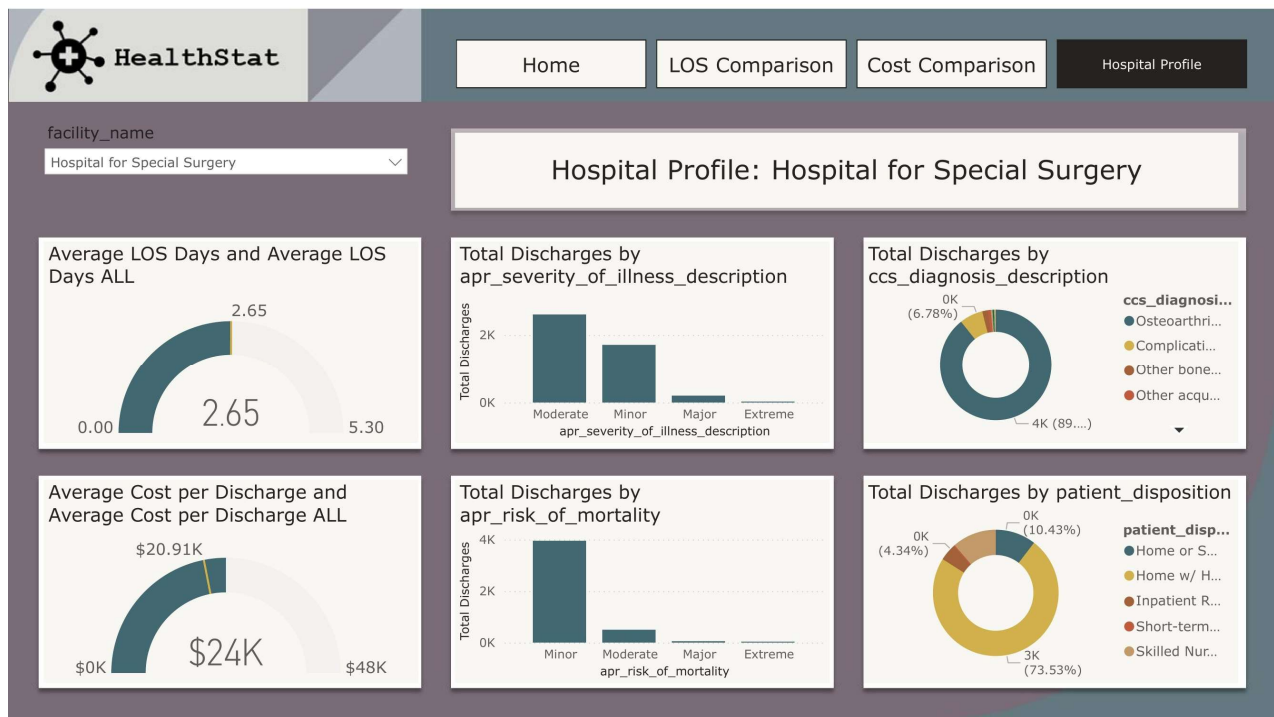 HealthStat
Home
LOS Comparison
Cost Comparison
Hospital Profile
facility_name
Hospital for Special Surgery
Hospital Profile: Hospital for Special Surgery
Average LOS Days and Average LOS
Days ALL
2.65
2.65
0.00
5.30
Total Discharges by
apr_severity_of_illness_description
Total Discharges
2K
0K
Moderate
Minor
Major
Extreme
apr_severity_of_illness_description
Total Discharges by
ccs_diagnosis_description
0K
(6.78%)
4K (89....)
ccs_diagnosi...
Osteoarthri...
Complicati...
Other bone...
Other acqu...
Average Cost per Discharge and
Average Cost per Discharge ALL
$20.91K
$24K
$0K
$48K
Total Discharges by
apr_risk_of_mortality
Total Discharges
4K
2K
0K
Minor
Moderate
Major
Extreme
apr_risk_of_mortality
Total Discharges by patient_disposition
0K
(10.43%)
0K
(4.34%)
3K
(73.53%)
patient_disp...
Home or S...
Home w/ H...
Inpatient R...
Short-term...
Skilled Nur...